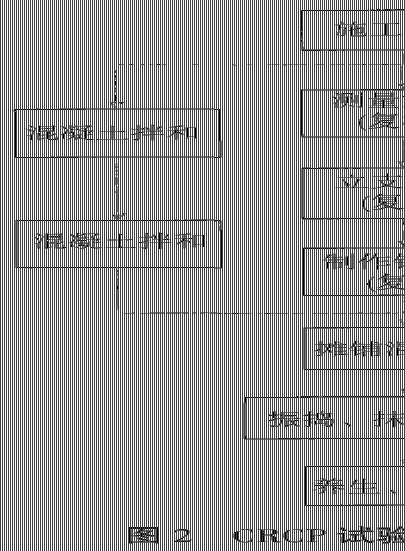 施工
测量
(复
混凝土拌和
立支
(复
混凝土拌和
制作
(复
摊铺混
振捣、抹
养生、
图 2 CRCP 试验